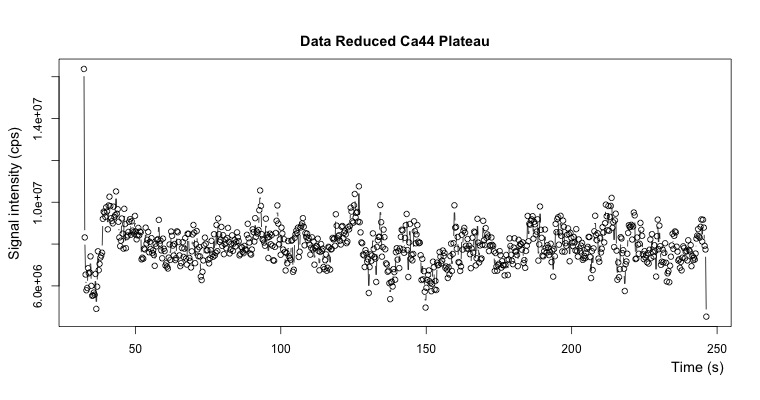 Data Reduced Ca44 Plateau
Signal intensity (cps)
6.0e+06
1.0e+07
1.4e+07
50
100
150
200
250
Time (s)